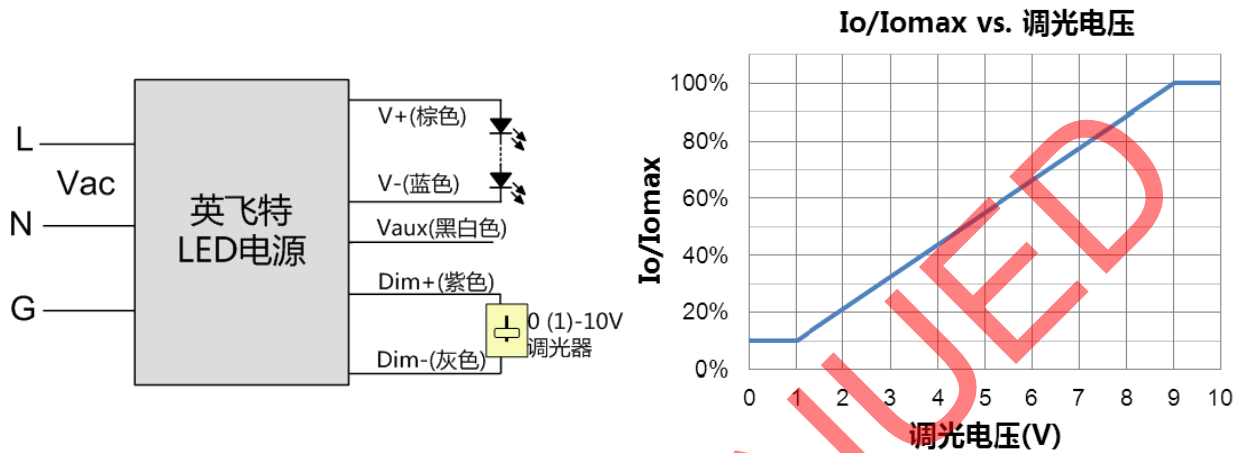 L
Vac
N
G
英飞特
LED电源
V+(棕色)
V-(蓝色)
Vaux(黑白色)
Dim+(紫色)
0 (1)-10V
调光器
Dim-(灰色)
Io/Iomax vs. 调光电压
Io/Iomax
100%
80%
60%
40%
20%
0%
0 1 2 3 4 5 6 7 8 9 10
调光电压(V)
NUED